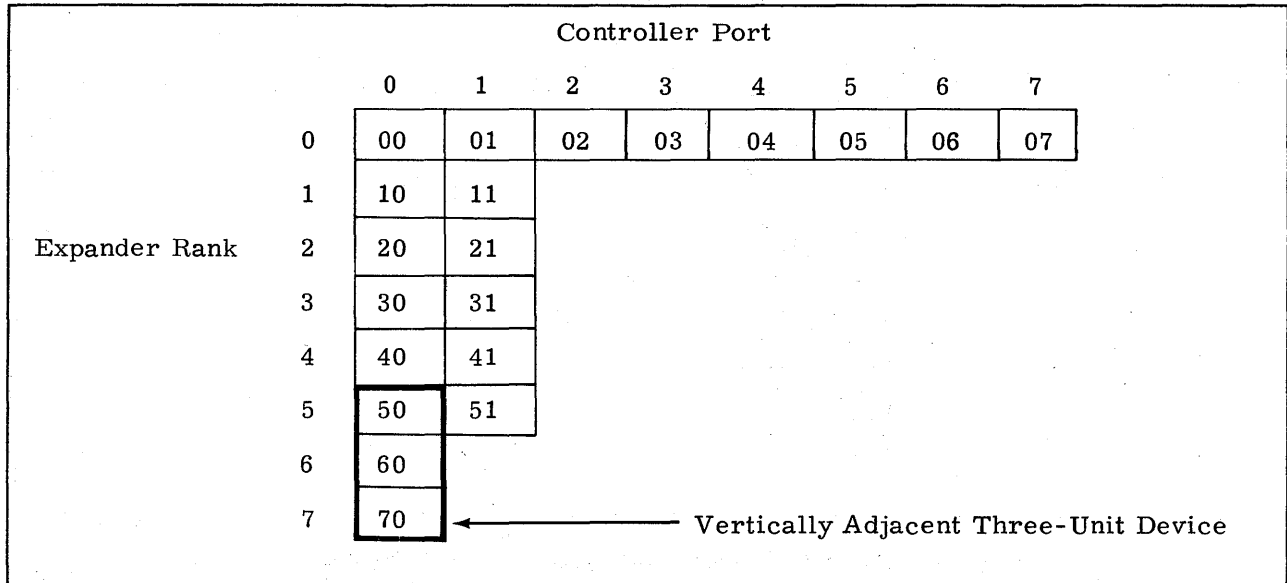 Controller Port
0 1 2 3 4 5 6 7
0 00 01 02 03 04 05 06 07
1 10 11
Expander Rank 2 20 21
3 30 31
4 40 41
5 50 51
6 60
7 70 Vertically Adjacent Three-Unit Device